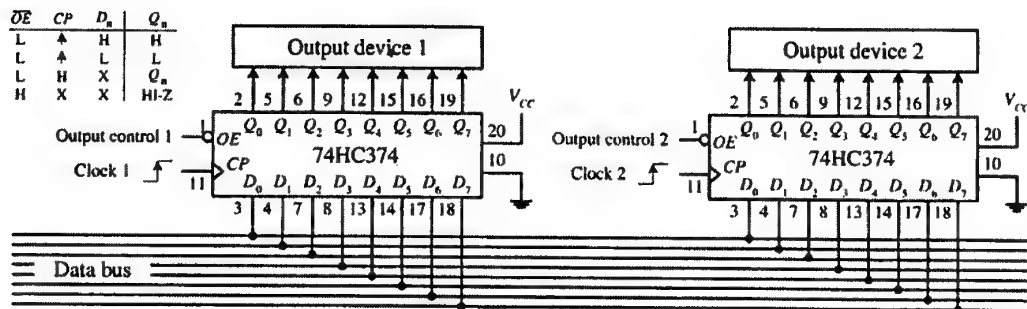 OE CP Dn Qn
L ↑ H H
L ↑ L L
L H X Qn
H X X HI-Z
Output device 1
2 5 6 9 12 15 16 19
Q0 Q1 Q2 Q3 Q4 Q5 Q6 Q7
VCC
20
Output control 1
1
OE
74HC374
10
Clock 1
CP
11
D0 D1 D2 D3 D4 D5 D6 D7
3 4 7 8 13 14 17 18
Output device 2
2 5 6 9 12 15 16 19
Q0 Q1 Q2 Q3 Q4 Q5 Q6 Q7
VCC
20
Output control 2
1
OE
74HC374
10
Clock 2
CP
11
D0 D1 D2 D3 D4 D5 D6 D7
3 4 7 8 13 14 17 18
Data bus